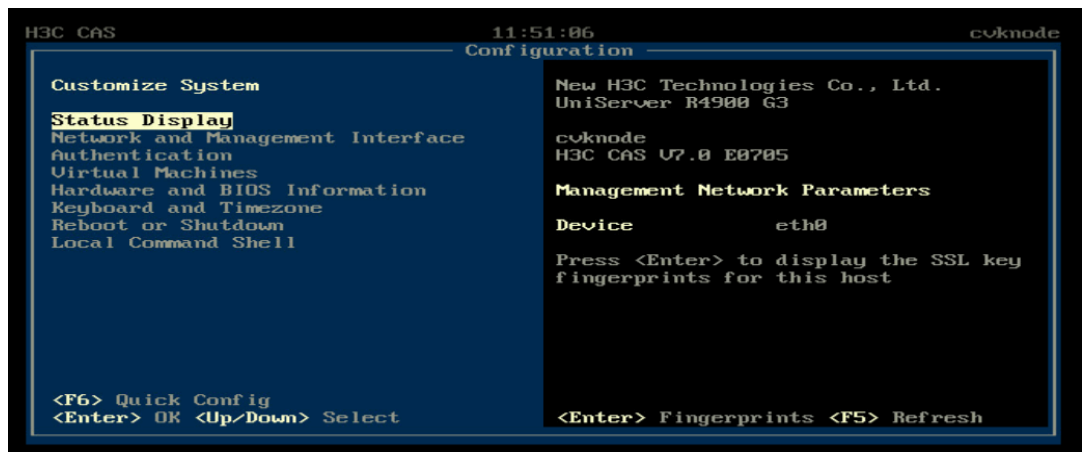 H3C CAS 11:51:06 cvknode
Configuration
Customize System
Status Display
Network and Management Interface
Authentication
Virtual Machines
Hardware and BIOS Information
Keyboard and Timezone
Reboot or Shutdown
Local Command Shell
<F6> Quick Config
<Enter> OK <Up/Down> Select
New H3C Technologies Co., Ltd.
UniServer R4900 G3
cvknode
H3C CAS V7.0 E0705
Management Network Parameters
Device eth0
Press <Enter> to display the SSL key
fingerprints for this host
<Enter> Fingerprints <F5> Refresh